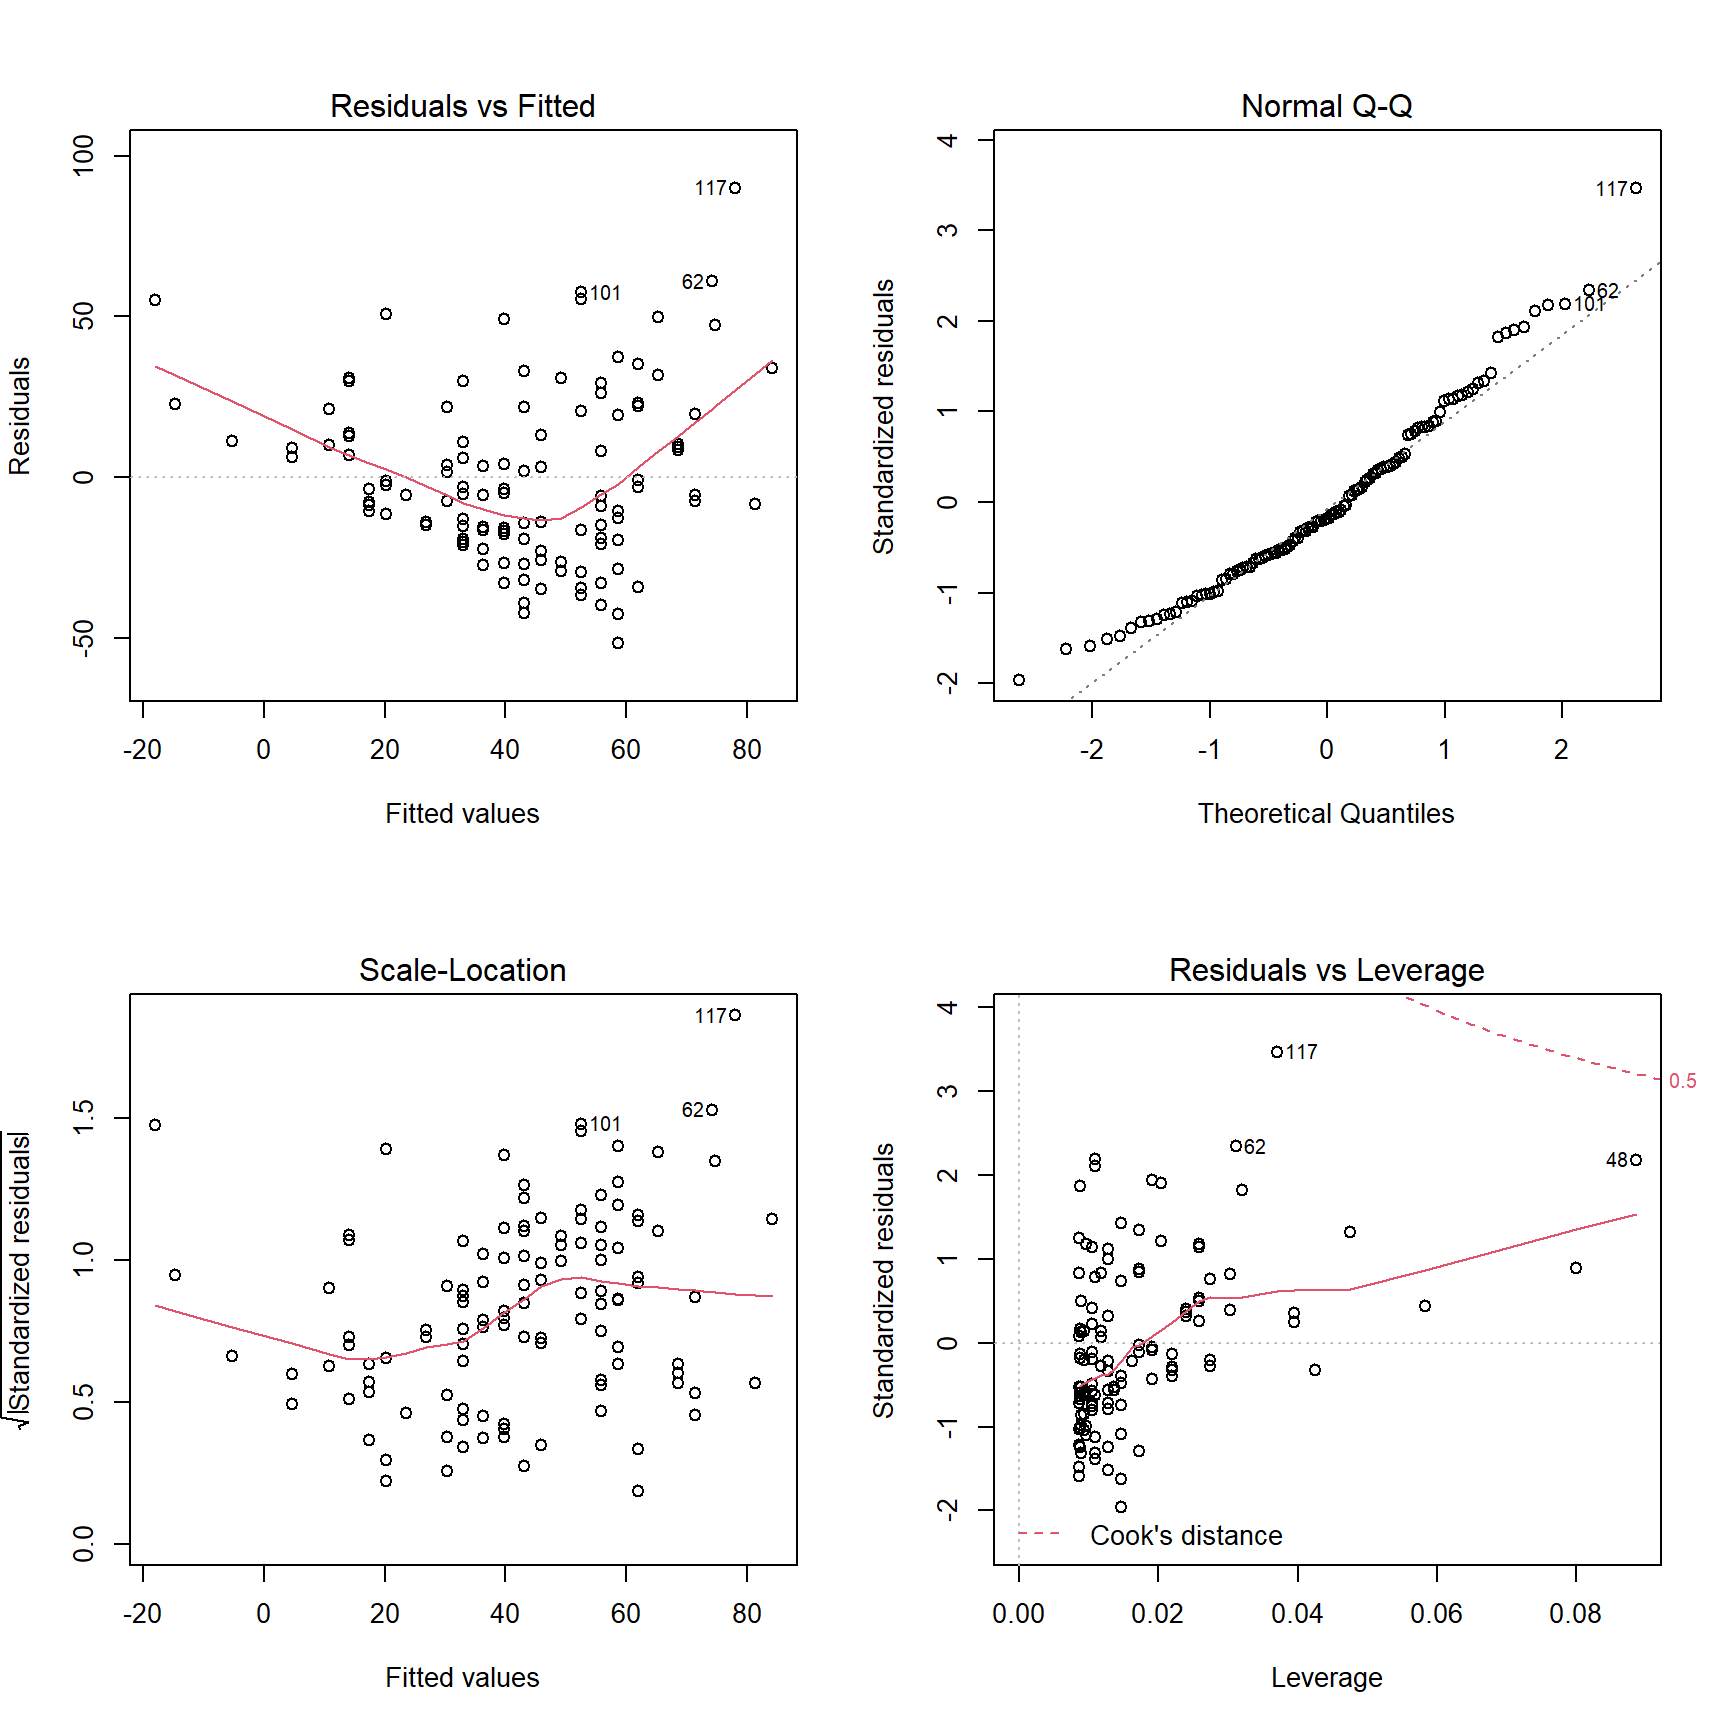 Residuals vs Fitted
Residuals
100
50
0
-50
117
62
101
-20 0 20 40 60 80
Fitted values
Normal Q-Q
Standardized residuals
4
3
2
1
0
-1
-2
117
62
101
-2 -1 0 1 2
Theoretical Quantiles
Scale-Location
√|Standardized residuals|
1.5
1.0
0.5
0.0
117
62
101
-20 0 20 40 60 80
Fitted values
Residuals vs Leverage
Standardized residuals
4
3
2
1
0
-1
-2
117
62
48
0.5
Cook's distance
0.00 0.02 0.04 0.06 0.08
Leverage